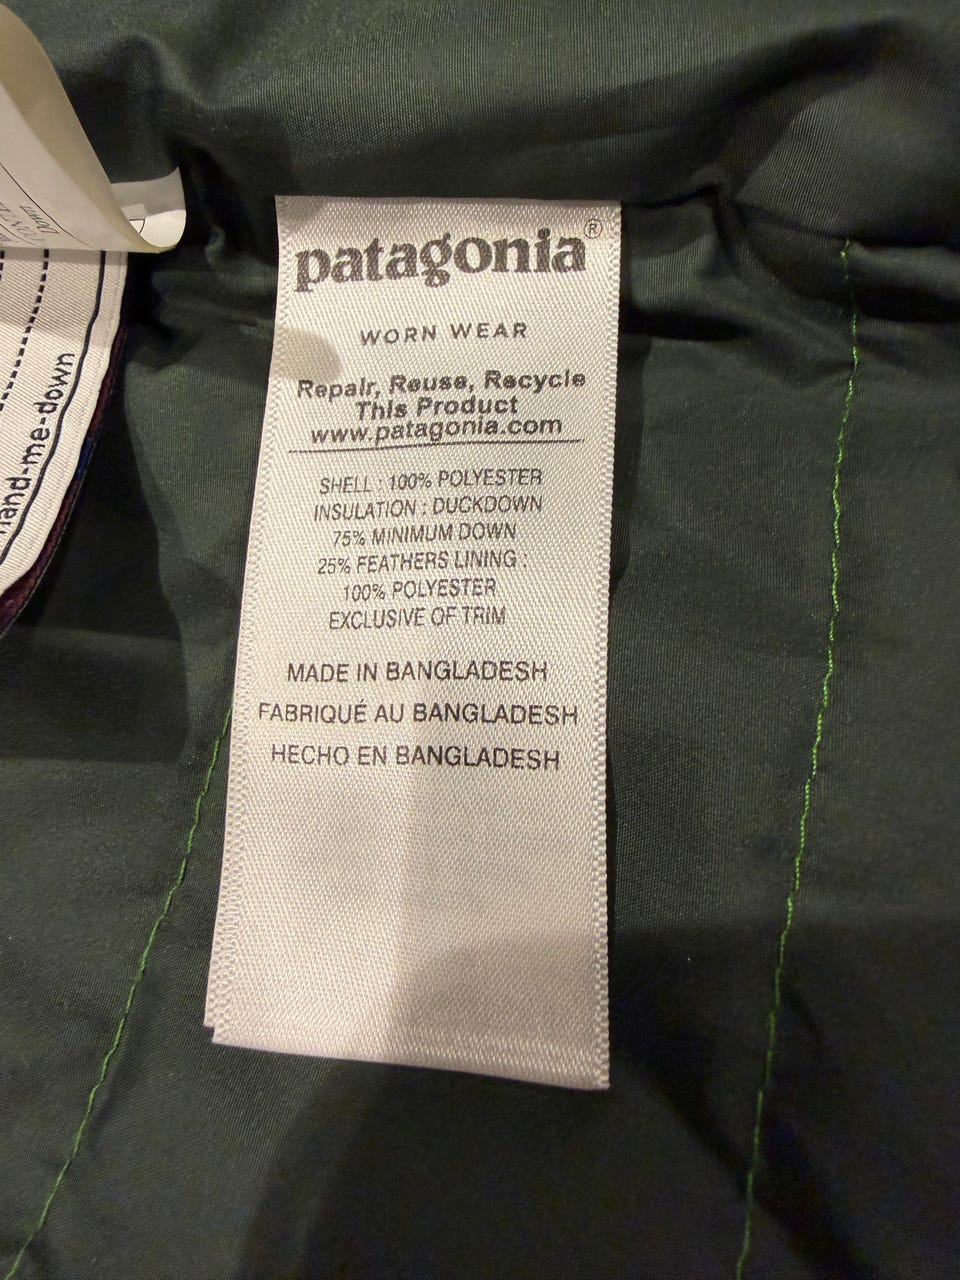 Down
hand-me-down
patagonia®
WORN WEAR
Repair, Reuse, Recycle
This Product
www.patagonia.com
SHELL : 100% POLYESTER
INSULATION : DUCKDOWN
75% MINIMUM DOWN
25% FEATHERS LINING :
100% POLYESTER
EXCLUSIVE OF TRIM
MADE IN BANGLADESH
FABRIQUÉ AU BANGLADESH
HECHO EN BANGLADESH